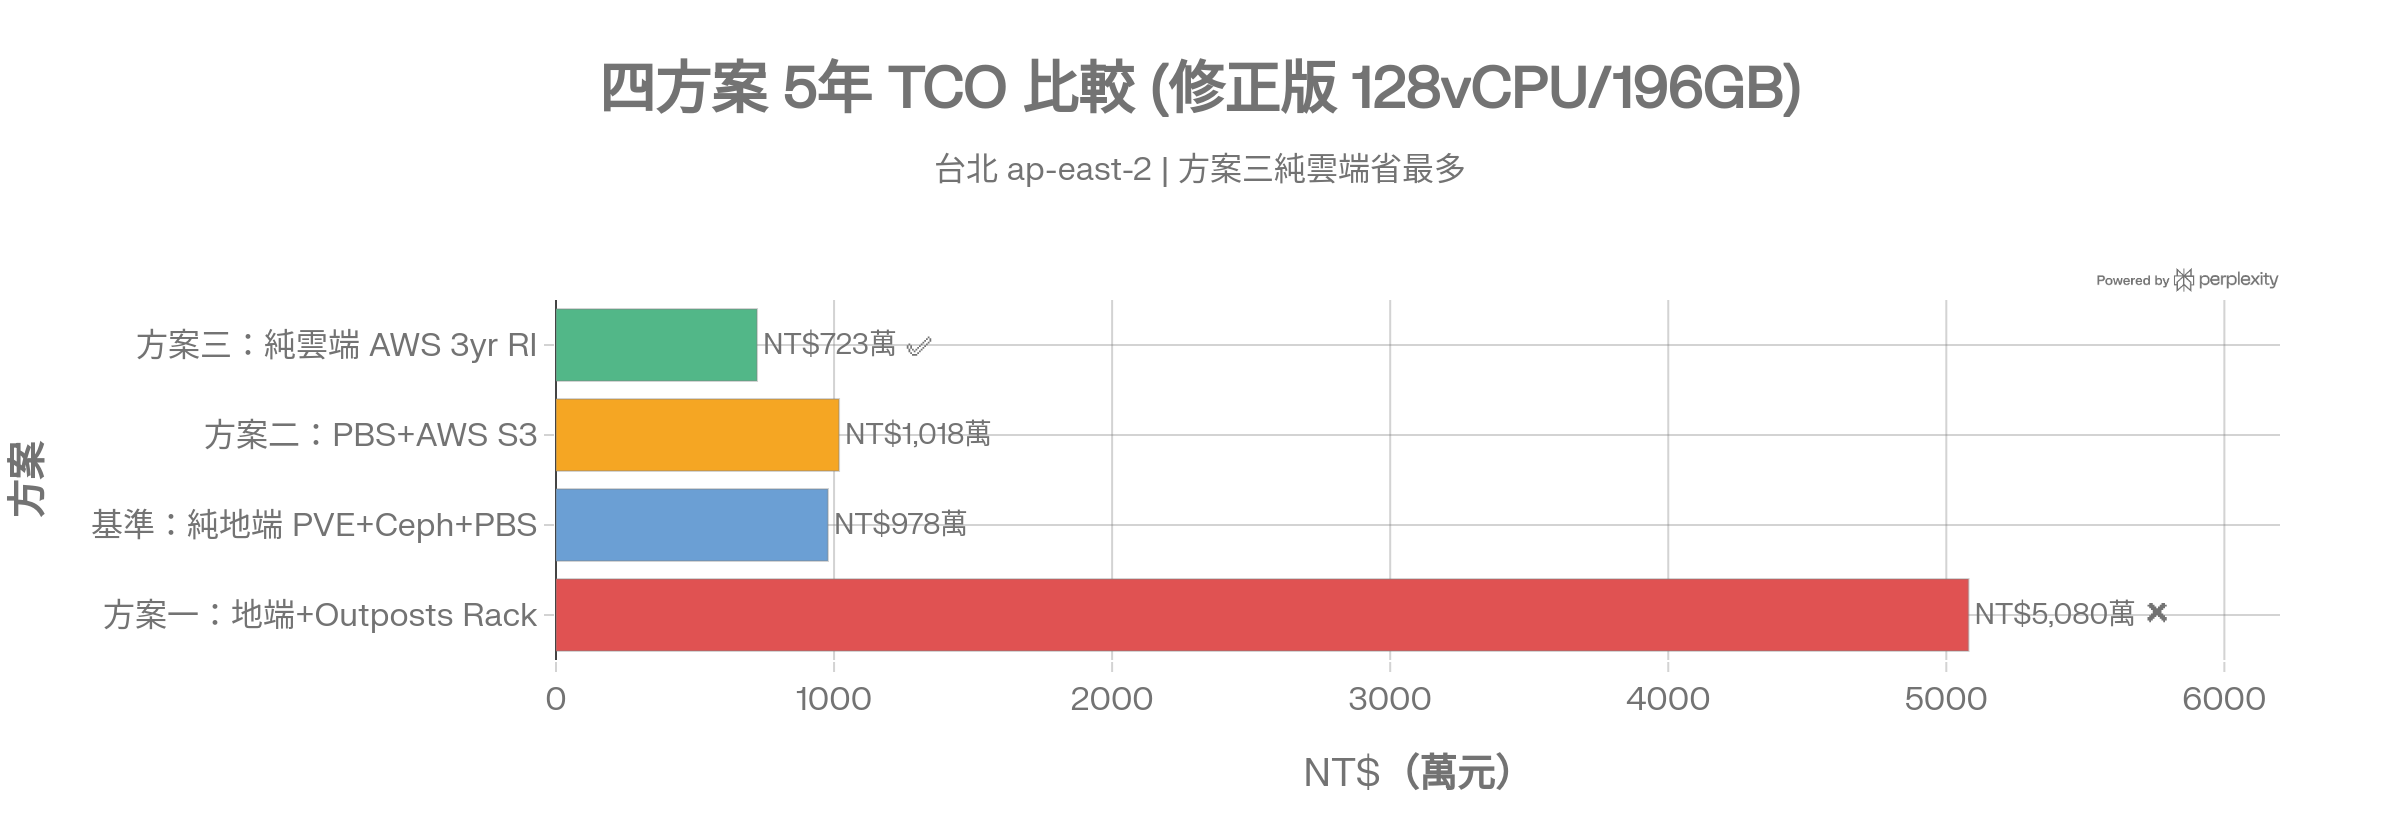 四方案 5年 TCO 比較 (修正版 128vCPU/196GB)
台北 ap-east-2 | 方案三純雲端省最多
Powered by perplexity
方案
方案三：純雲端 AWS 3yr RI
NT$723萬 ✓
方案二：PBS+AWS S3
NT$1,018萬
基準：純地端 PVE+Ceph+PBS
NT$978萬
方案一：地端+Outposts Rack
NT$5,080萬 ✖
0 1000 2000 3000 4000 5000 6000
NT$（萬元）